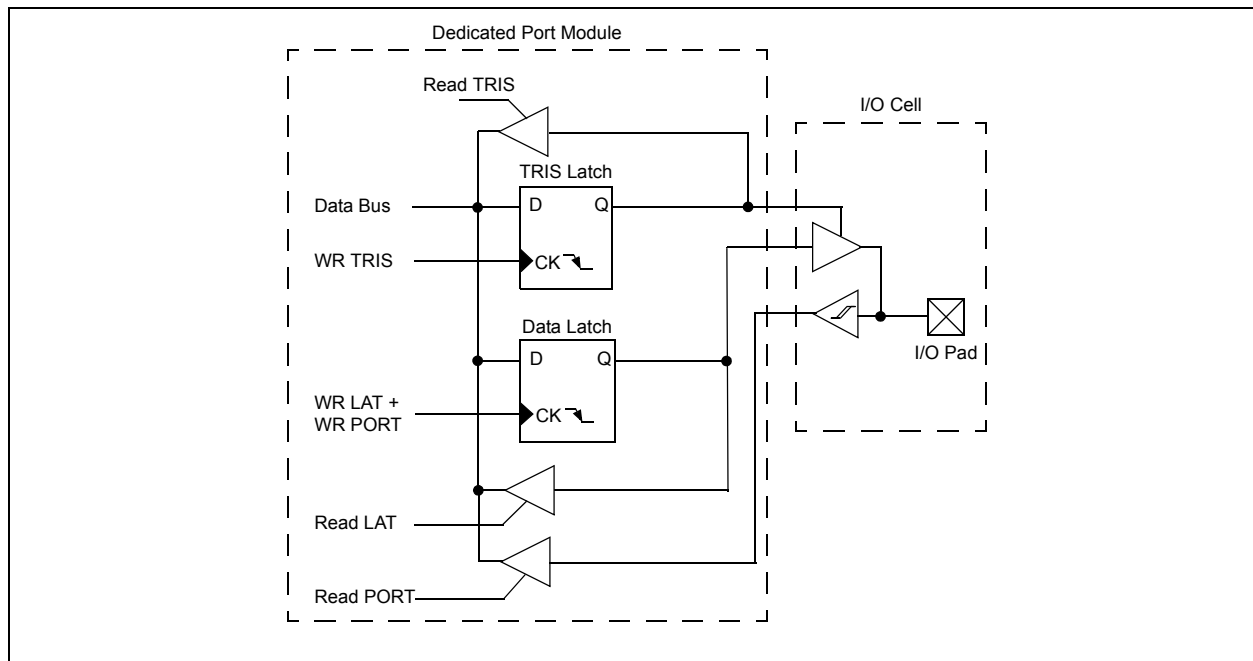 Dedicated Port Module
Read TRIS
I/O Cell
TRIS Latch
Data Bus
D Q
WR TRIS
CK
Data Latch
I/O Pad
D Q
WR LAT +
WR PORT
CK
Read LAT
Read PORT